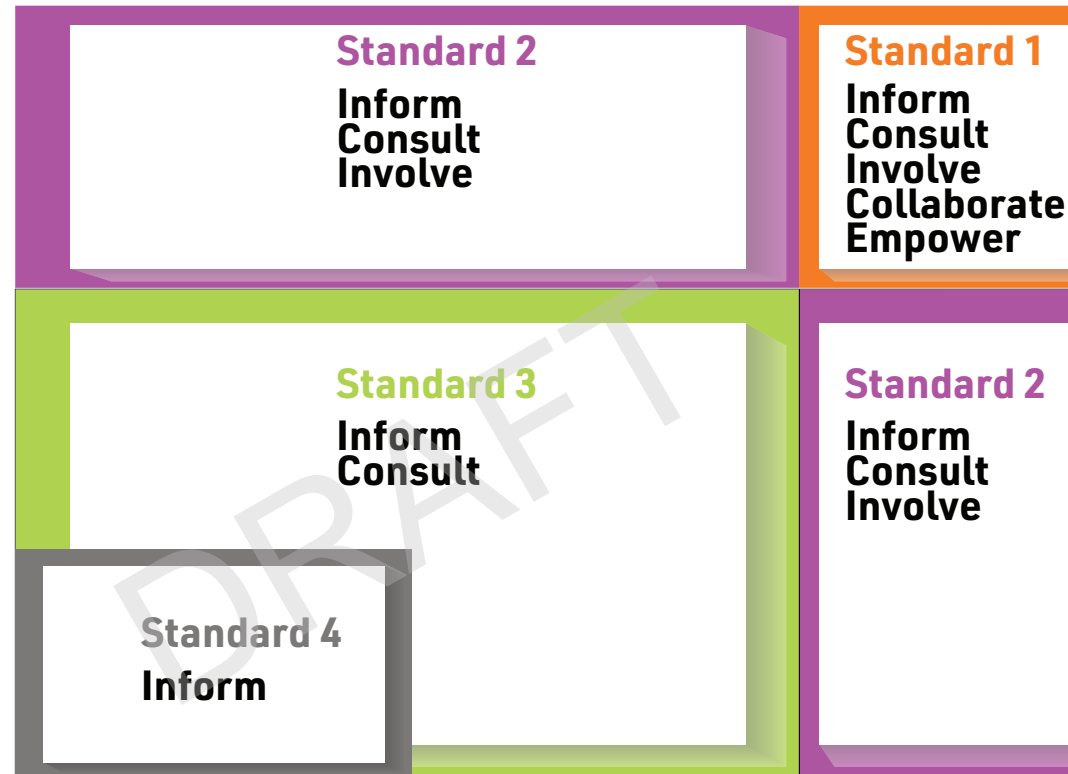 Standard 2
Inform
Consult
Involve
Standard 1
Inform
Consult
Involve
Collaborate
Empower
Standard 3
Inform
Consult
Standard 2
Inform
Consult
Involve
Standard 4
Inform
DRAFT